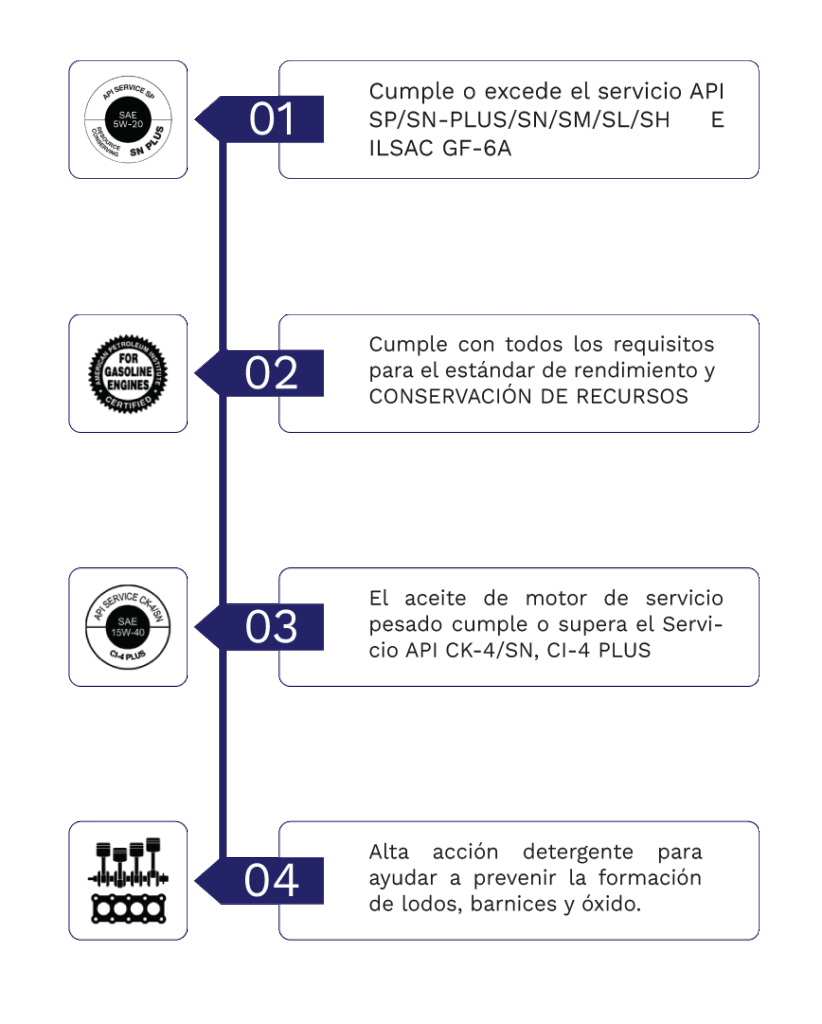 API SERVICE SP
SAE
5W-20
RESOURCE
CONSERVING
SN PLUS
01
Cumple o excede el servicio API
SP/SN-PLUS/SN/SM/SL/SH E
ILSAC GF-6A
AMERICAN PETROLEUM INSTITUTE
FOR
GASOLINE
ENGINES
CERTIFIED
02
Cumple con todos los requisitos
para el estándar de rendimiento y
CONSERVACIÓN DE RECURSOS
API SERVICE CK-4/SN
SAE
15W-40
CI-4 PLUS
03
El aceite de motor de servicio
pesado cumple o supera el Servi-
cio API CK-4/SN, CI-4 PLUS
04
Alta acción detergente para
ayudar a prevenir la formación
de lodos, barnices y óxido.